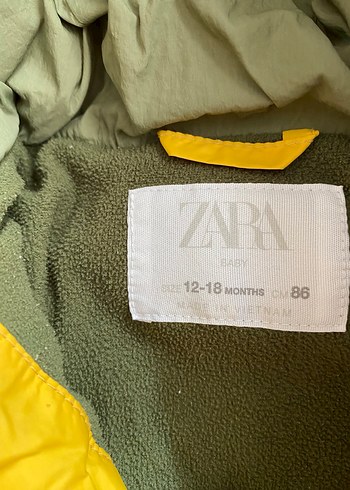 ZARA
BABY
SIZE 12-18 MONTHS CM 86
MADE IN VIETNAM